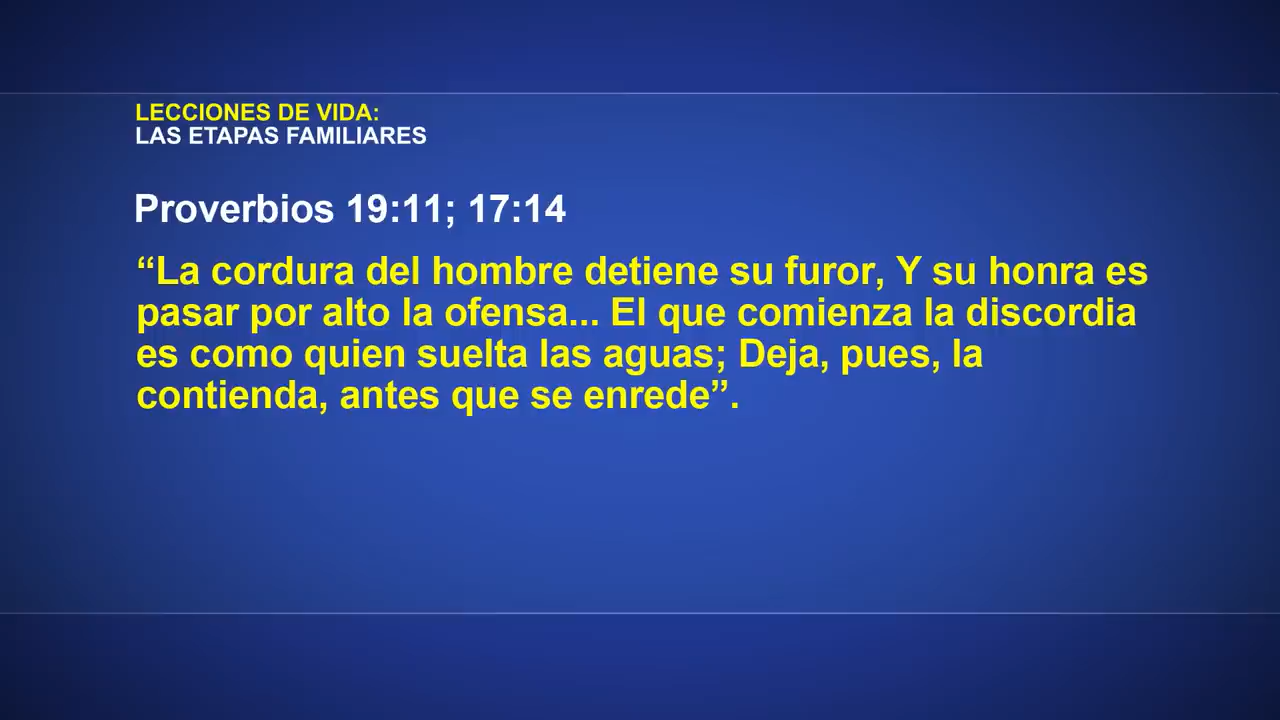 LECCIONES DE VIDA:
LAS ETAPAS FAMILIARES
Proverbios 19:11; 17:14
“La cordura del hombre detiene su furor, Y su honra es
pasar por alto la ofensa... El que comienza la discordia
es como quien suelta las aguas; Deja, pues, la
contienda, antes que se enrede”.